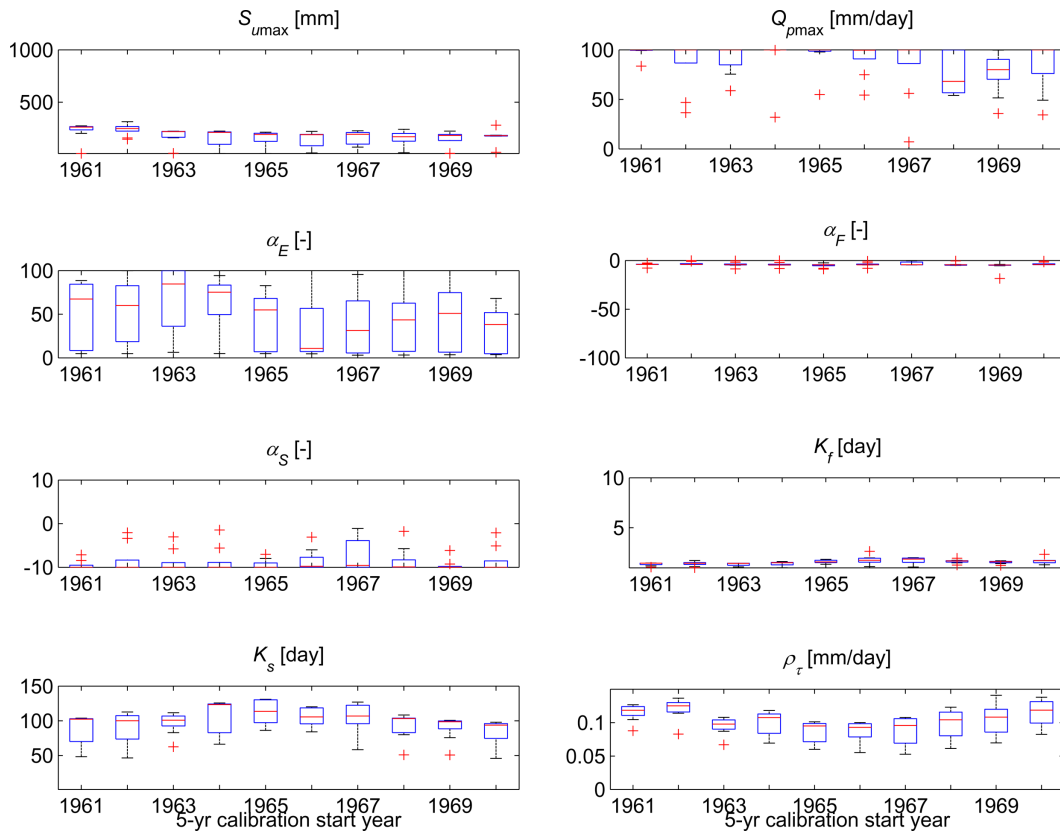 S_umax [mm]
1000
500
1961 1963 1965 1967 1969
Q_pmax [mm/day]
100
50
0
1961 1963 1965 1967 1969
α_E [-]
100
50
0
1961 1963 1965 1967 1969
α_F [-]
0
-100
1961 1963 1965 1967 1969
α_S [-]
10
0
-10
1961 1963 1965 1967 1969
K_f [day]
10
5
1961 1963 1965 1967 1969
K_s [day]
150
100
50
1961 1963 1965 1967 1969
5-yr calibration start year
ρ_τ [mm/day]
0.1
0.05
0
1961 1963 1965 1967 1969
5-yr calibration start year